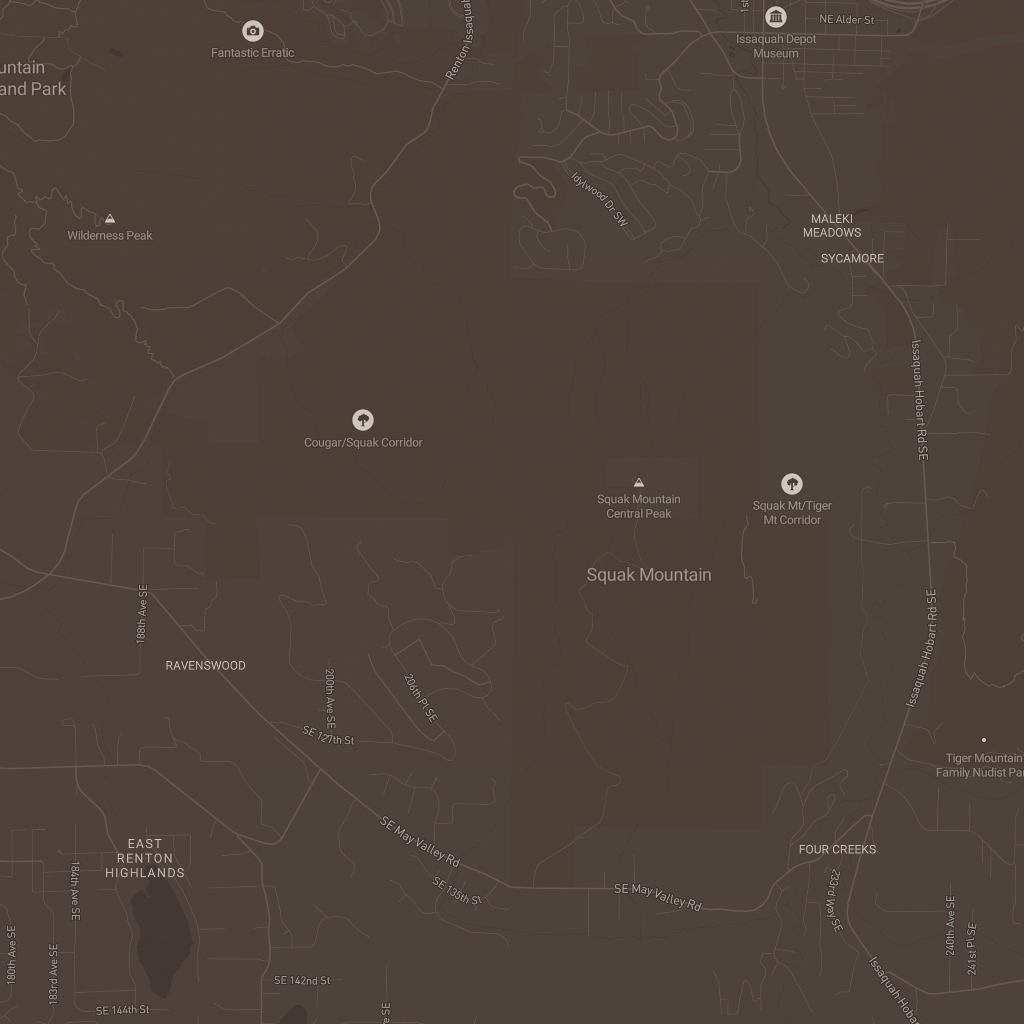 NE Alder St
1st
Renton Issaquah
Issaquah Depot
Museum
Fantastic Erratic
untain
and Park
Idylwood Dr SW
MALEKI
MEADOWS
Wilderness Peak
SYCAMORE
Issaquah Hobart Rd SE
Cougar/Squak Corridor
Squak Mountain
Central Peak
Squak Mt/Tiger
Mt Corridor
Squak Mountain
188th Ave SE
Issaquah Hobart Rd SE
RAVENSWOOD
200th Ave SE
206th Pl SE
SE 127th St
Tiger Mountain
Family Nudist Par
SE May Valley Rd
EAST
RENTON
HIGHLANDS
FOUR CREEKS
184th Ave SE
SE 135th St
SE May Valley Rd
233rd Way SE
240th Ave SE
241st Pl SE
180th Ave SE
183rd Ave SE
SE 142nd St
Issaquah Hobar
SE 144th St
e SE